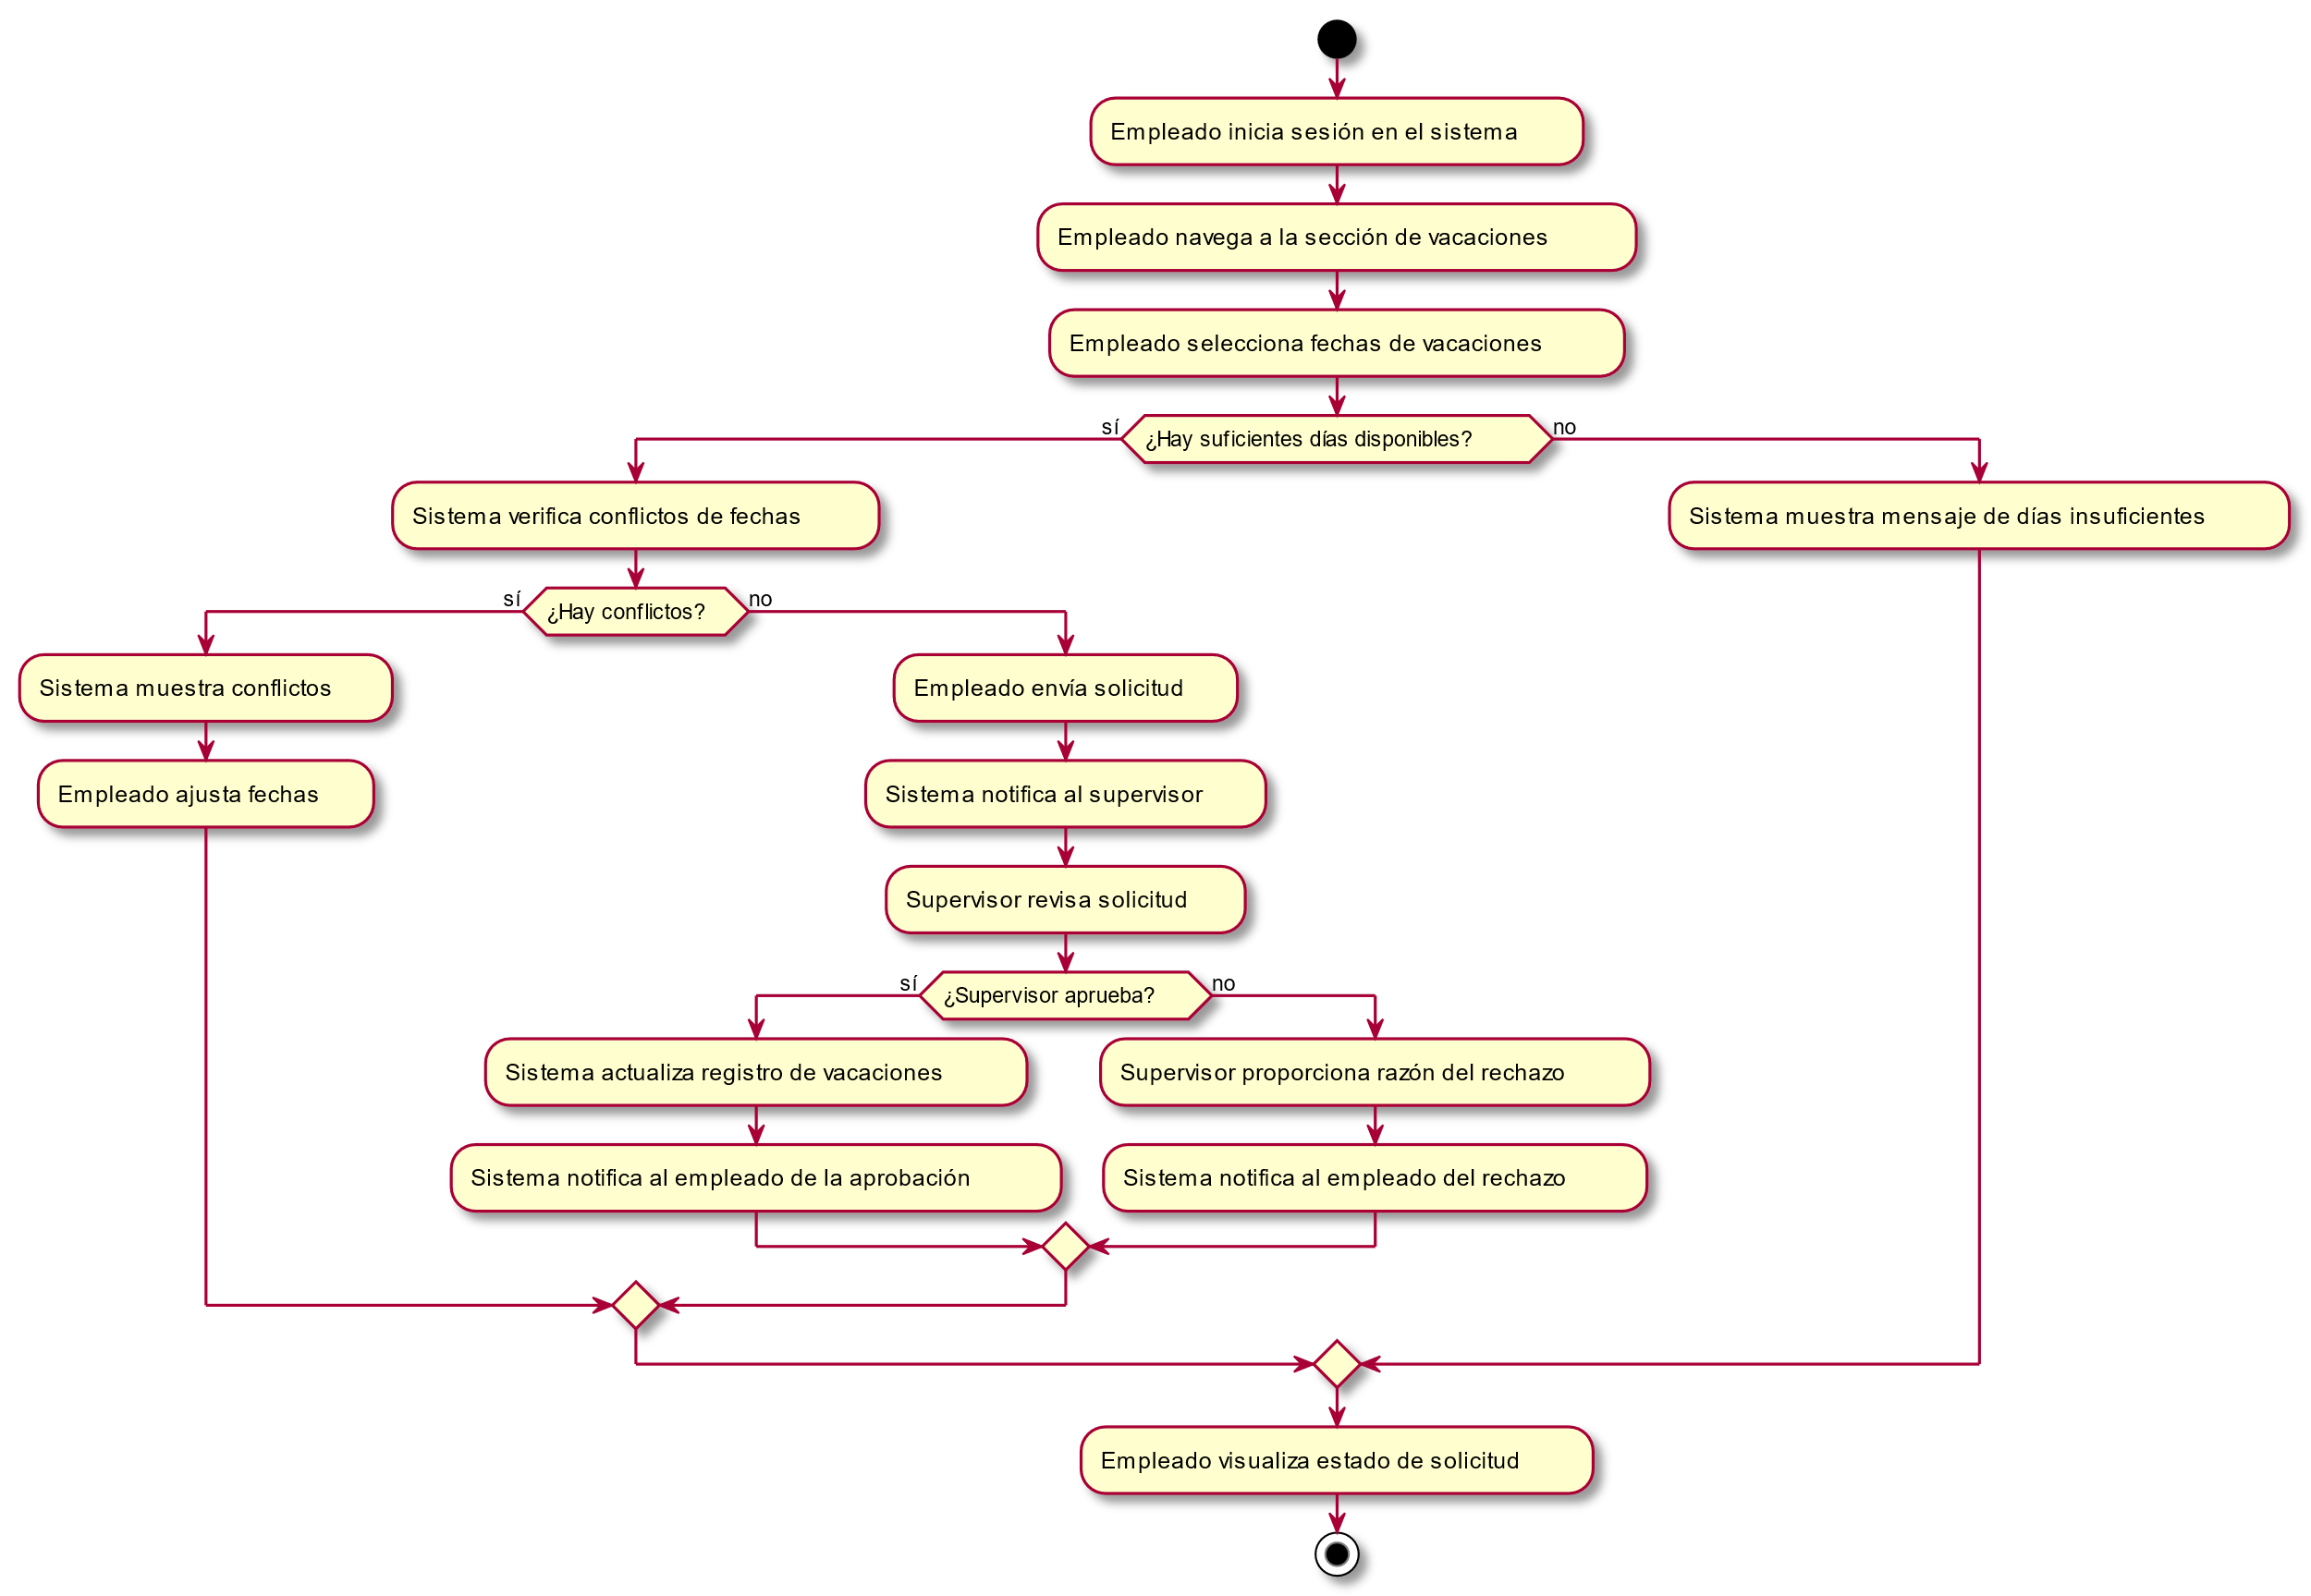 Empleado inicia sesión en el sistema
Empleado navega a la sección de vacaciones
Empleado selecciona fechas de vacaciones
sí
¿Hay suficientes días disponibles?
no
Sistema verifica conflictos de fechas
Sistema muestra mensaje de días insuficientes
sí
¿Hay conflictos?
no
Sistema muestra conflictos
Empleado envía solicitud
Empleado ajusta fechas
Sistema notifica al supervisor
Supervisor revisa solicitud
sí
¿Supervisor aprueba?
no
Sistema actualiza registro de vacaciones
Supervisor proporciona razón del rechazo
Sistema notifica al empleado de la aprobación
Sistema notifica al empleado del rechazo
Empleado visualiza estado de solicitud